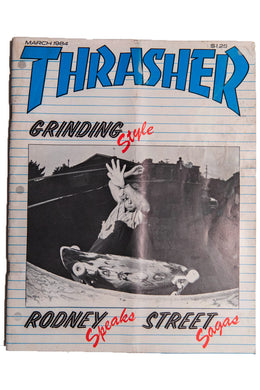 MARCH 1984 $1.25
THRASHER
GRINDING Style
RODNEY Speaks STREET Sagas